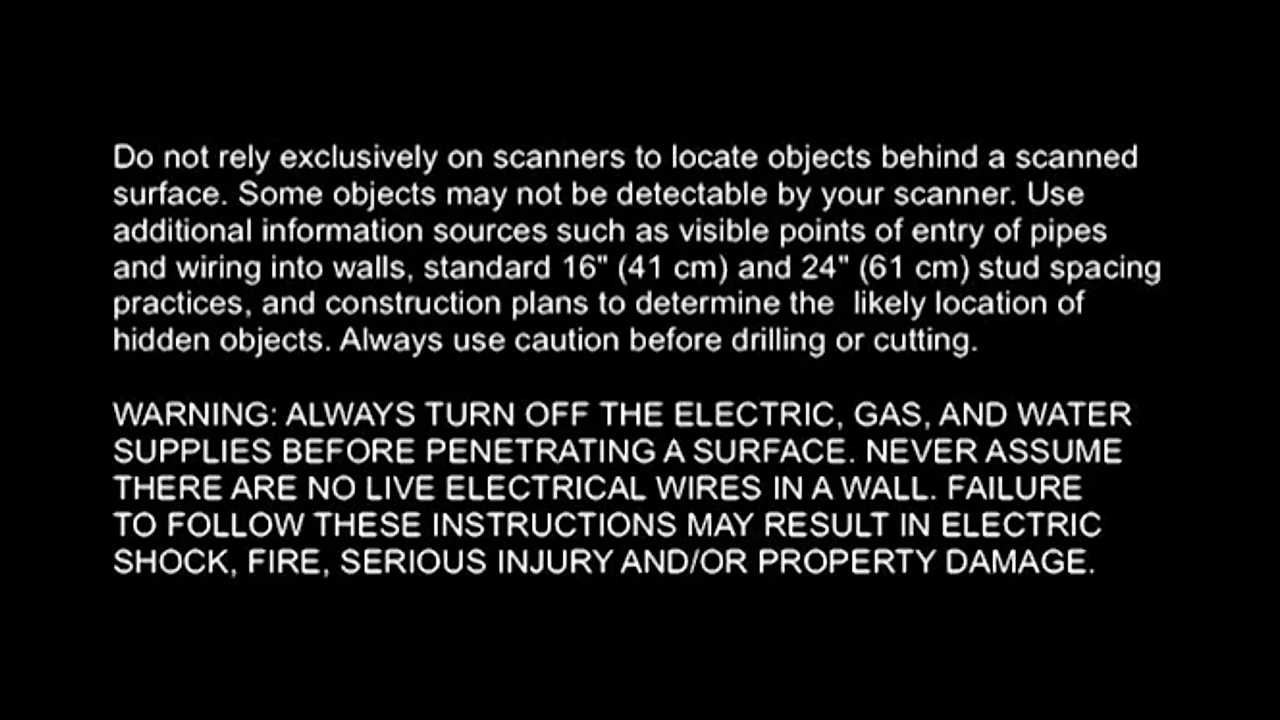 Do not rely exclusively on scanners to locate objects behind a scanned
surface. Some objects may not be detectable by your scanner. Use
additional information sources such as visible points of entry of pipes
and wiring into walls, standard 16" (41 cm) and 24" (61 cm) stud spacing
practices, and construction plans to determine the  likely location of
hidden objects. Always use caution before drilling or cutting.

WARNING: ALWAYS TURN OFF THE ELECTRIC, GAS, AND WATER
SUPPLIES BEFORE PENETRATING A SURFACE. NEVER ASSUME
THERE ARE NO LIVE ELECTRICAL WIRES IN A WALL. FAILURE
TO FOLLOW THESE INSTRUCTIONS MAY RESULT IN ELECTRIC
SHOCK, FIRE, SERIOUS INJURY AND/OR PROPERTY DAMAGE.